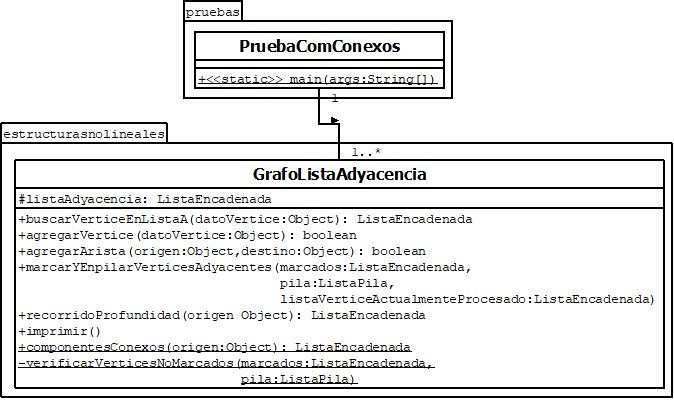 pruebas
PruebaComConexos
+<<static>> main(args:String[])
1
estructurasnolineales
1..*
GrafoListaAdyacencia
#listaAdyacencia: ListaEncadenada
+buscarVerticeEnListaA(datoVertice:Object): ListaEncadenada
+agregarVertice(datoVertice:Object): boolean
+agregarArista(origen:Object,destino:Object): boolean
+marcarYEnpilarVerticesAdyacentes(marcados:ListaEncadenada,
pila:ListaPila,
listaVerticeActualmenteProcesado:ListaEncadenada)
+recorridoProfundidad(origen Object): ListaEncadenada
+imprimir()
+componentesConexos(origen:Object): ListaEncadenada
-verificarVerticesNoMarcados(marcados:ListaEncadenada,
pila:ListaPila)